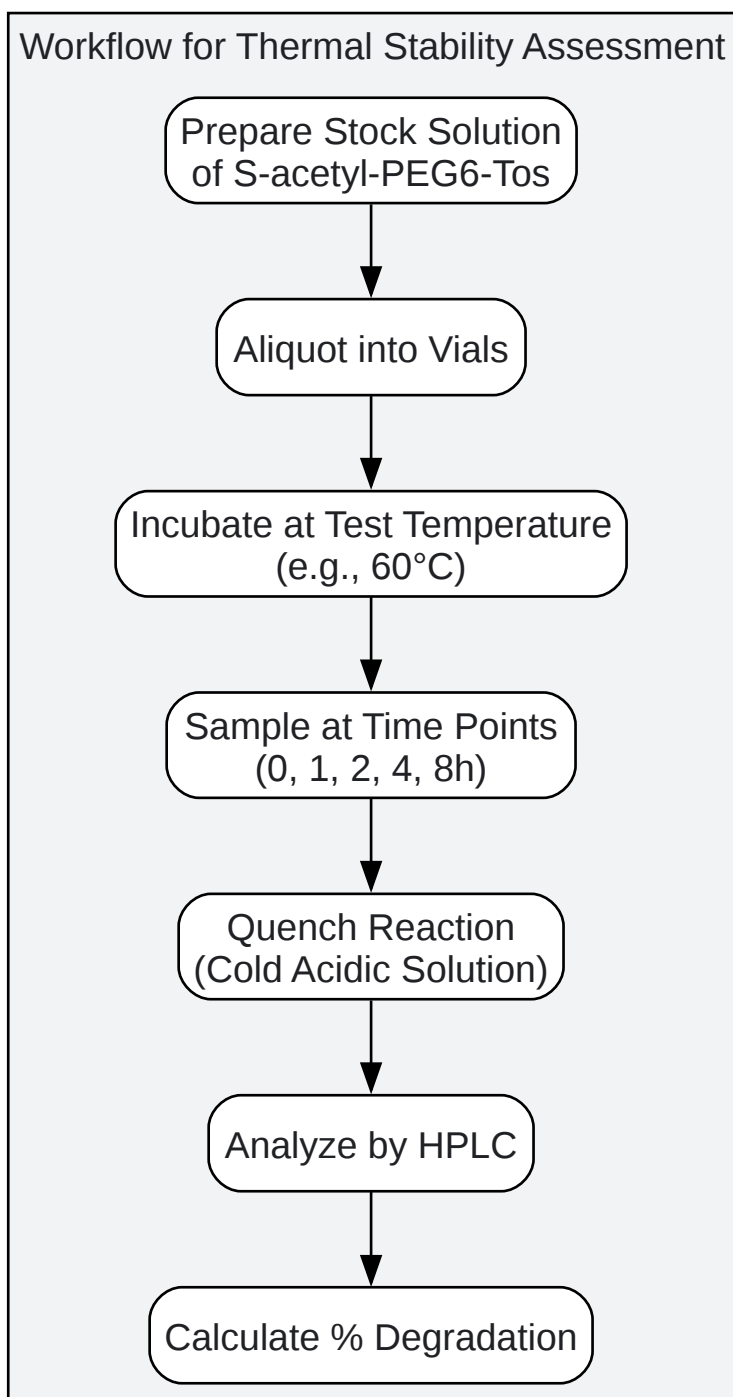 Workflow for Thermal Stability Assessment
Prepare Stock Solution
of S-acetyl-PEG6-Tos
Aliquot into Vials
Incubate at Test Temperature
(e.g., 60°C)
Sample at Time Points
(0, 1, 2, 4, 8h)
Quench Reaction
(Cold Acidic Solution)
Analyze by HPLC
Calculate % Degradation